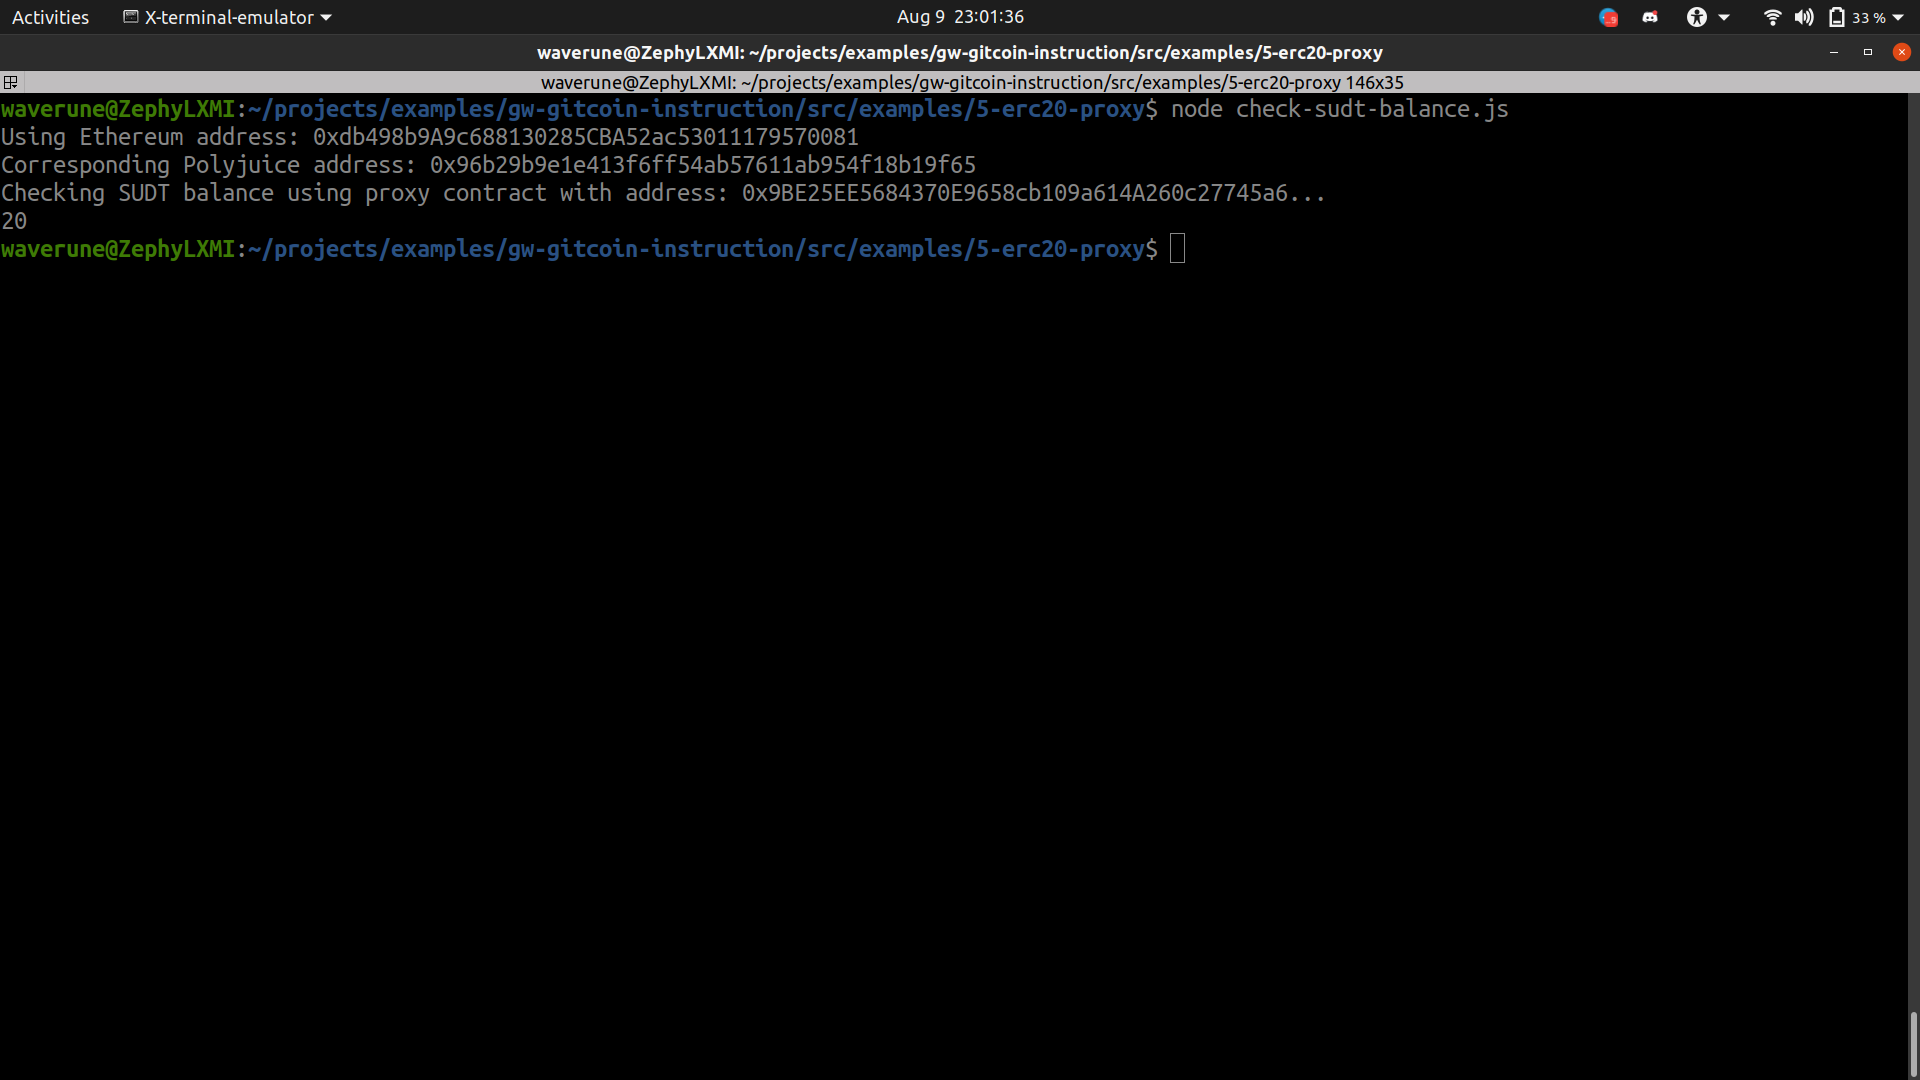 Activities X-terminal-emulator Aug 9 23:01:36 33 %
waverune@ZephyLXMI: ~/projects/examples/gw-gitcoin-instruction/src/examples/5-erc20-proxy
waverune@ZephyLXMI: ~/projects/examples/gw-gitcoin-instruction/src/examples/5-erc20-proxy 146x35
waverune@ZephyLXMI:~/projects/examples/gw-gitcoin-instruction/src/examples/5-erc20-proxy$ node check-sudt-balance.js
Using Ethereum address: 0xdb498b9A9c688130285CBA52ac53011179570081
Corresponding Polyjuice address: 0x96b29b9e1e413f6ff54ab57611ab954f18b19f65
Checking SUDT balance using proxy contract with address: 0x9BE25EE5684370E9658cb109a614A260c27745a6...
20
waverune@ZephyLXMI:~/projects/examples/gw-gitcoin-instruction/src/examples/5-erc20-proxy$